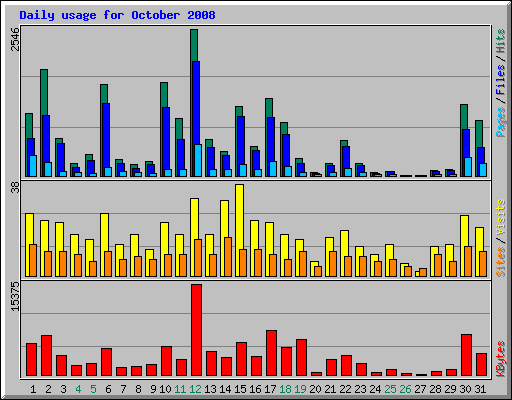 Daily usage for October 2008
2546
Pages / Files / Hits
38
Sites / Visits
15375
KBytes
1 2 3 4 5 6 7 8 9 10 11 12 13 14 15 16 17 18 19 20 21 22 23 24 25 26 27 28 29 30 31